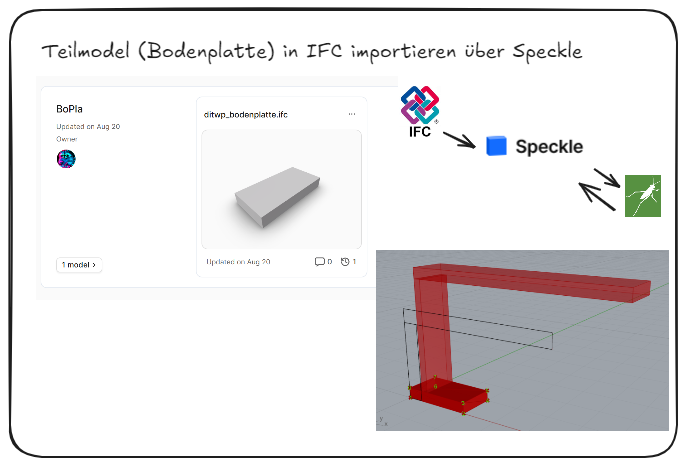 Teilmodel (Bodenplatte) in IFC importieren über Speckle
BoPla
Updated on Aug 20
Owner
1 model ›
ditwp_bodenplatte.ifc
...
Updated on Aug 20
0
1
IFC
®
Speckle